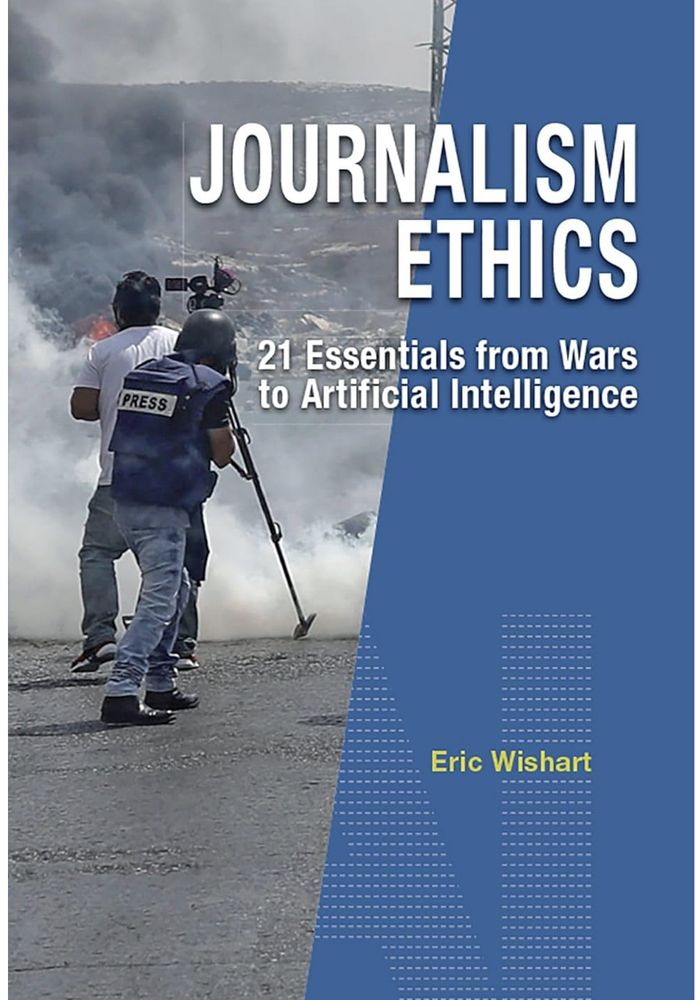 JOURNALISM
ETHICS
21 Essentials from Wars
to Artificial Intelligence
PRESS
Eric Wishart